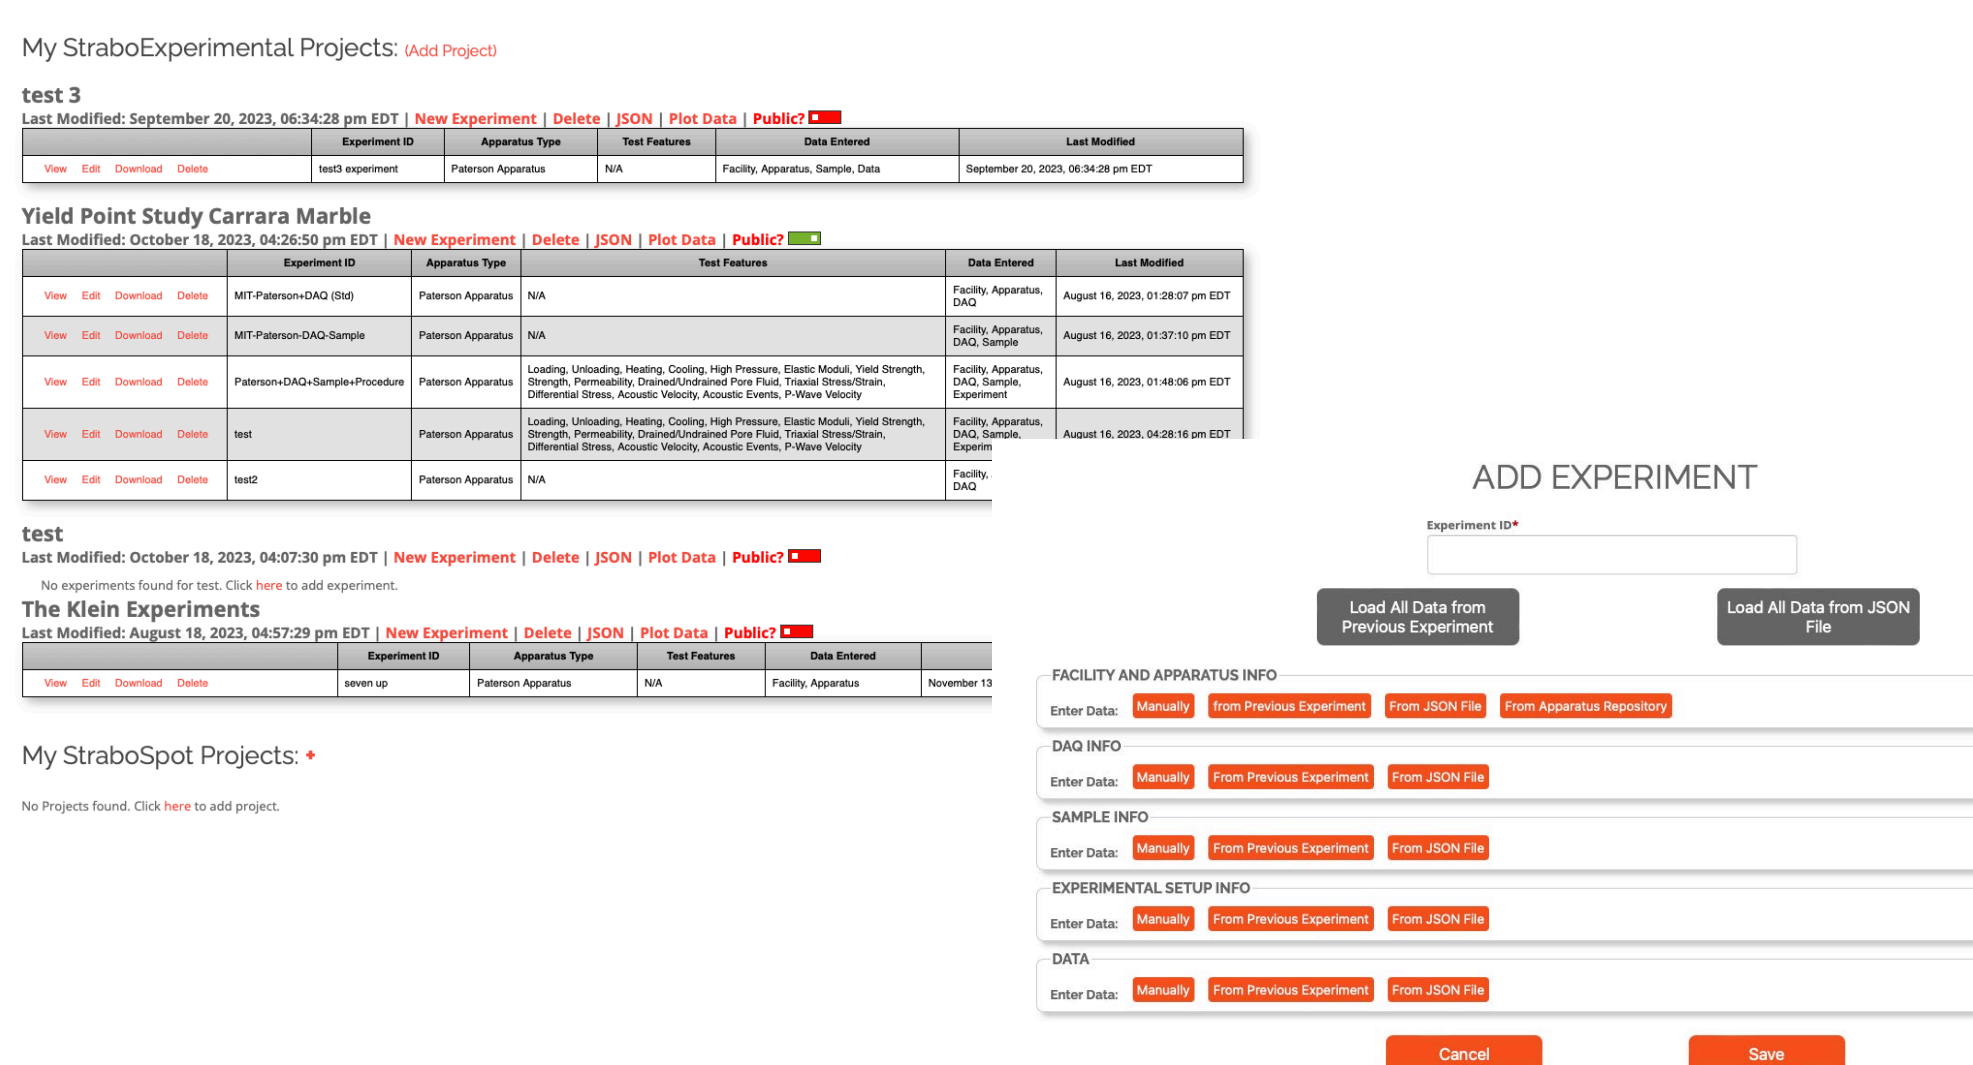 My StraboExperimental Projects: (Add Project)
test 3
Last Modified: September 20, 2023, 06:34:28 pm EDT | New Experiment | Delete | JSON | Plot Data | Public?
Experiment ID Apparatus Type Test Features Data Entered Last Modified
View Edit Download Delete test3 experiment Paterson Apparatus N/A Facility, Apparatus, Sample, Data September 20, 2023, 06:34:28 pm EDT
Yield Point Study Carrara Marble
Last Modified: October 18, 2023, 04:26:50 pm EDT | New Experiment | Delete | JSON | Plot Data | Public?
Experiment ID Apparatus Type Test Features Data Entered Last Modified
View Edit Download Delete MIT-Paterson+DAQ (Std) Paterson Apparatus N/A Facility, Apparatus,
DAQ August 16, 2023, 01:28:07 pm EDT
View Edit Download Delete MIT-Paterson-DAQ-Sample Paterson Apparatus N/A Facility, Apparatus,
DAQ, Sample August 16, 2023, 01:37:10 pm EDT
View Edit Download Delete Paterson+DAQ+Sample+Procedure Paterson Apparatus
Loading, Unloading, Heating, Cooling, High Pressure, Elastic Moduli, Yield Strength,
Strength, Permeability, Drained/Undrained Pore Fluid, Triaxial Stress/Strain,
Differential Stress, Acoustic Velocity, Acoustic Events, P-Wave Velocity
Facility, Apparatus,
DAQ, Sample,
Experiment
August 16, 2023, 01:48:06 pm EDT
View Edit Download Delete test Paterson Apparatus
Loading, Unloading, Heating, Cooling, High Pressure, Elastic Moduli, Yield Strength,
Strength, Permeability, Drained/Undrained Pore Fluid, Triaxial Stress/Strain,
Differential Stress, Acoustic Velocity, Acoustic Events, P-Wave Velocity
Facility, Apparatus,
DAQ, Sample,
Experim
August 16, 2023, 04:28:16 pm EDT
View Edit Download Delete test2 Paterson Apparatus N/A Facility,
DAQ
test
Last Modified: October 18, 2023, 04:07:30 pm EDT | New Experiment | Delete | JSON | Plot Data | Public?
No experiments found for test. Click here to add experiment.
The Klein Experiments
Last Modified: August 18, 2023, 04:57:29 pm EDT | New Experiment | Delete | JSON | Plot Data | Public?
Experiment ID Apparatus Type Test Features Data Entered
View Edit Download Delete seven up Paterson Apparatus N/A Facility, Apparatus November 13
My StraboSpot Projects: +
No Projects found. Click here to add project.
ADD EXPERIMENT
Experiment ID*
Load All Data from
Previous Experiment
Load All Data from JSON
File
FACILITY AND APPARATUS INFO
Enter Data: Manually from Previous Experiment From JSON File From Apparatus Repository
DAQ INFO
Enter Data: Manually From Previous Experiment From JSON File
SAMPLE INFO
Enter Data: Manually From Previous Experiment From JSON File
EXPERIMENTAL SETUP INFO
Enter Data: Manually From Previous Experiment From JSON File
DATA
Enter Data: Manually From Previous Experiment From JSON File
Cancel Save